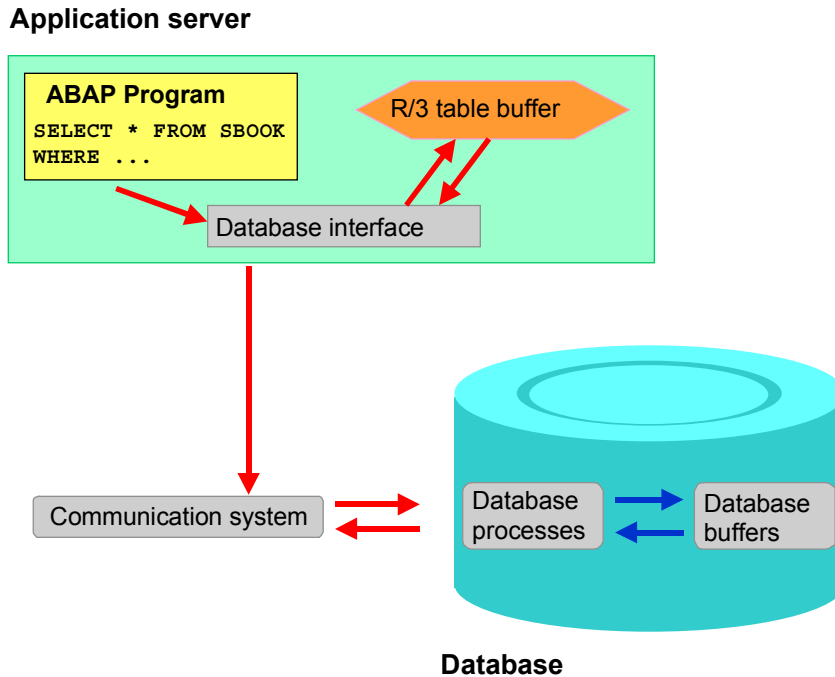 Application server
ABAP Program
SELECT * FROM SBOOK
WHERE ...
R/3 table buffer
Database interface
Communication system
Database
processes
Database
buffers
Database